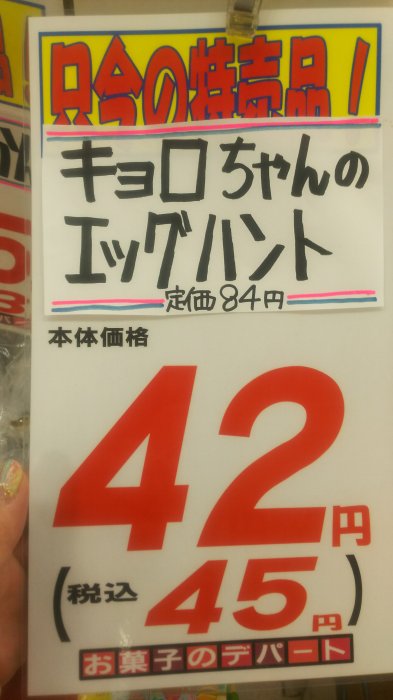 只今の特売品!
キョロちゃんの
エッグハント
定価84円
本体価格
42円
(税込 45円)
お菓子のデパート